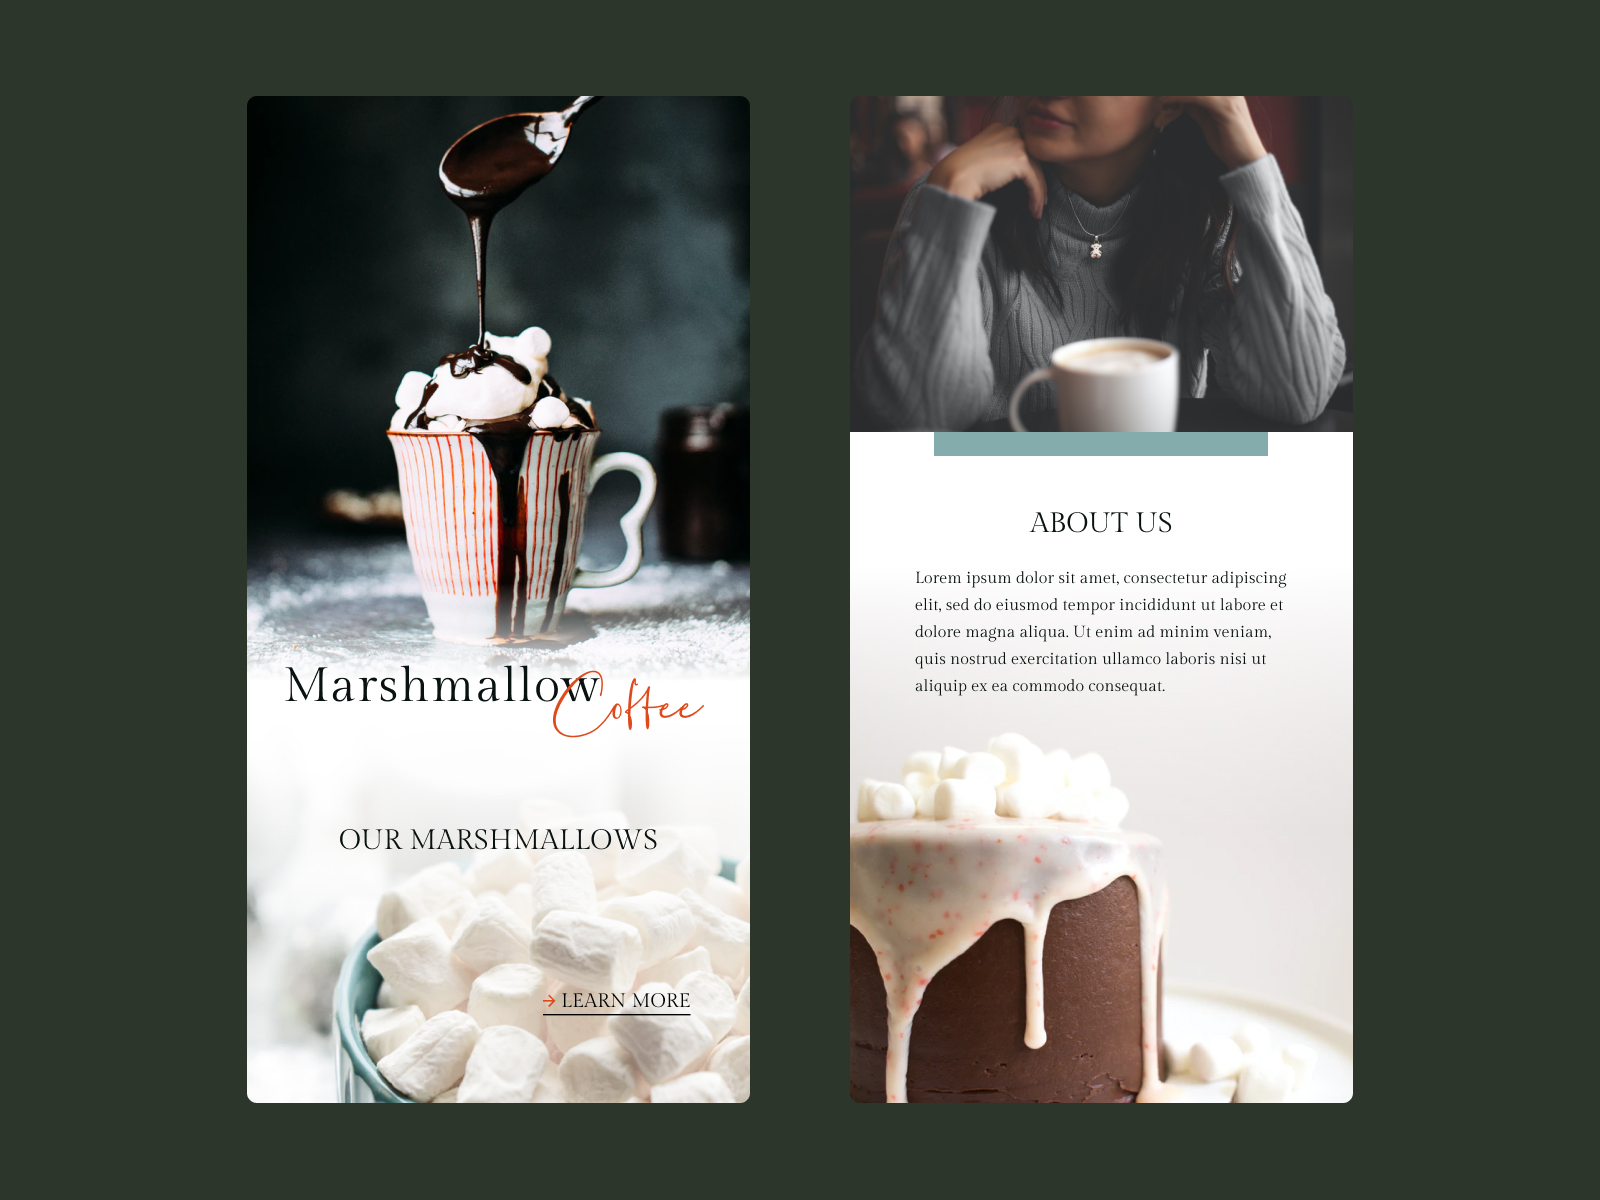 Marshmallow
Coffee
OUR MARSHMALLOWS
→ LEARN MORE
ABOUT US
Lorem ipsum dolor sit amet, consectetur adipiscing
elit, sed do eiusmod tempor incididunt ut labore et
dolore magna aliqua. Ut enim ad minim veniam,
quis nostrud exercitation ullamco laboris nisi ut
aliquip ex ea commodo consequat.